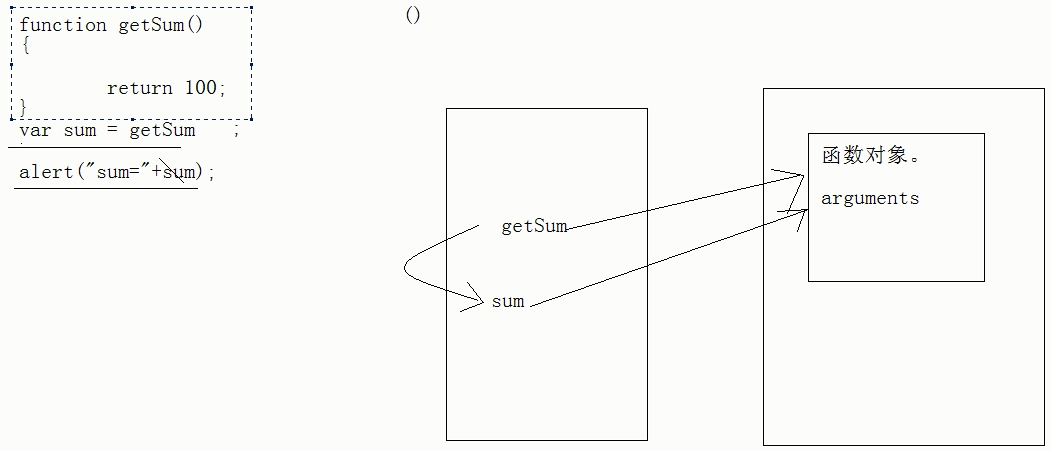 function getSum()
{
return 100;
}
var sum = getSum ;
alert("sum="+sum);
()
getSum
sum
函数对象。
arguments